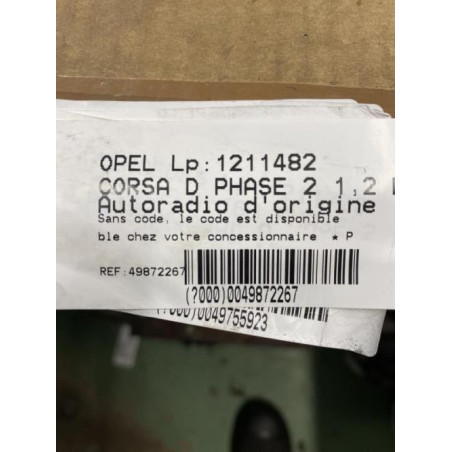 OPEL Lp:1211482
CORSA D PHASE 2 1,2
Autoradio d'origine
Sans code, le code est disponible
ble chez votre concessionnaire * P
REF:49872267
(?000)0049872267
(?000)0049755923